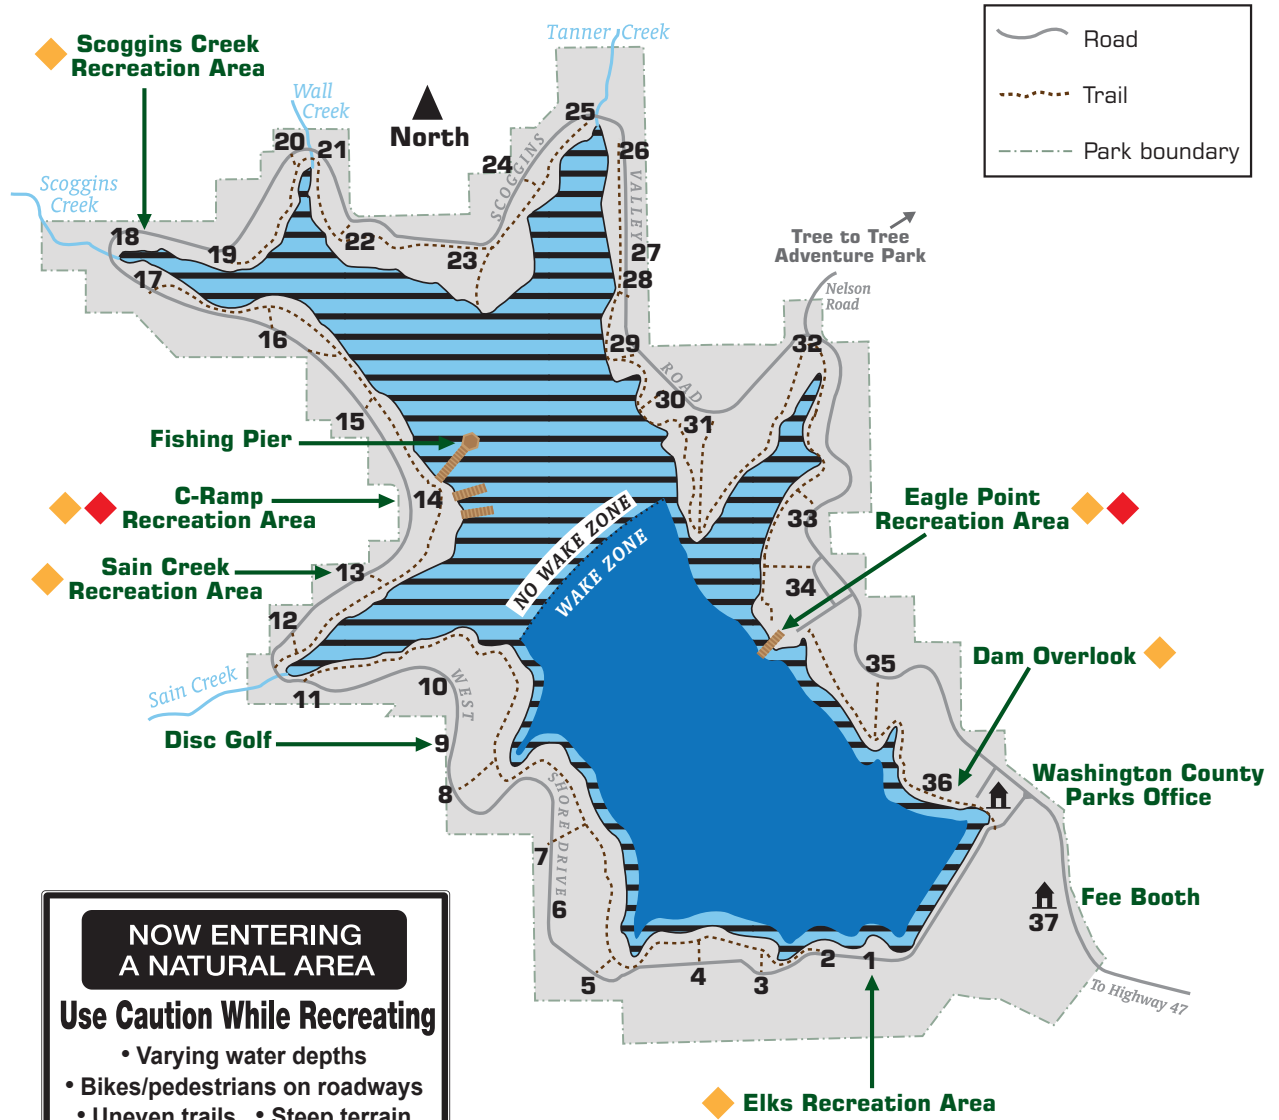 Scoggins Creek
Recreation Area
Tanner Creek
Wall
Creek
North
Road
Trail
Park boundary
Scoggins
Creek
Tree to Tree
Adventure Park
Nelson
Road
SCOGGINS
VALLEY
ROAD
25
20
21
26
24
18
19
22
23
27
17
28
16
29
32
30
31
15
Fishing Pier
C-Ramp
Recreation Area
14
Eagle Point
Recreation Area
33
NO WAKE ZONE
WAKE ZONE
Sain Creek
Recreation Area
13
34
12
35
Dam Overlook
Sain Creek
11
10
WEST
SHORE DRIVE
Disc Golf
9
8
36
Washington County
Parks Office
7
6
Fee Booth
37
5
4
3
2
1
To Highway 47
Elks Recreation Area
NOW ENTERING
A NATURAL AREA
Use Caution While Recreating
• Varying water depths
• Bikes/pedestrians on roadways
• Uneven trails • Steep terrain